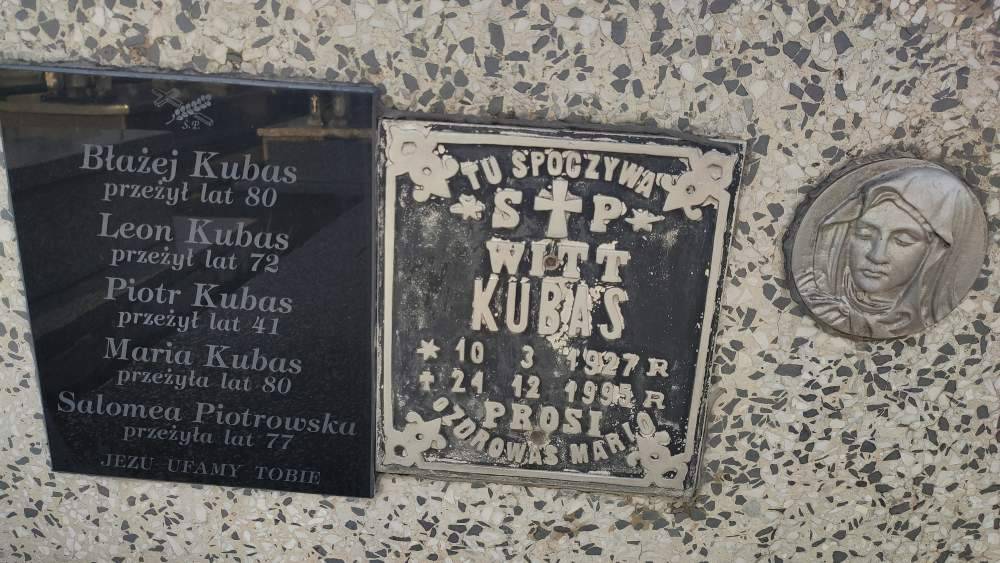 Ś.P.
Błażej Kubas
przeżył lat 80
Leon Kubas
przeżył lat 72
Piotr Kubas
przeżył lat 41
Maria Kubas
przeżyła lat 80
Salomea Piotrowska
przeżyła lat 77
JEZU UFAMY TOBIE
TU SPOCZYWA
S P
WITT
KUBAS
10 3 1927 R
21 12 1995 R
PROSI
O ZDROWAŚ MARIO